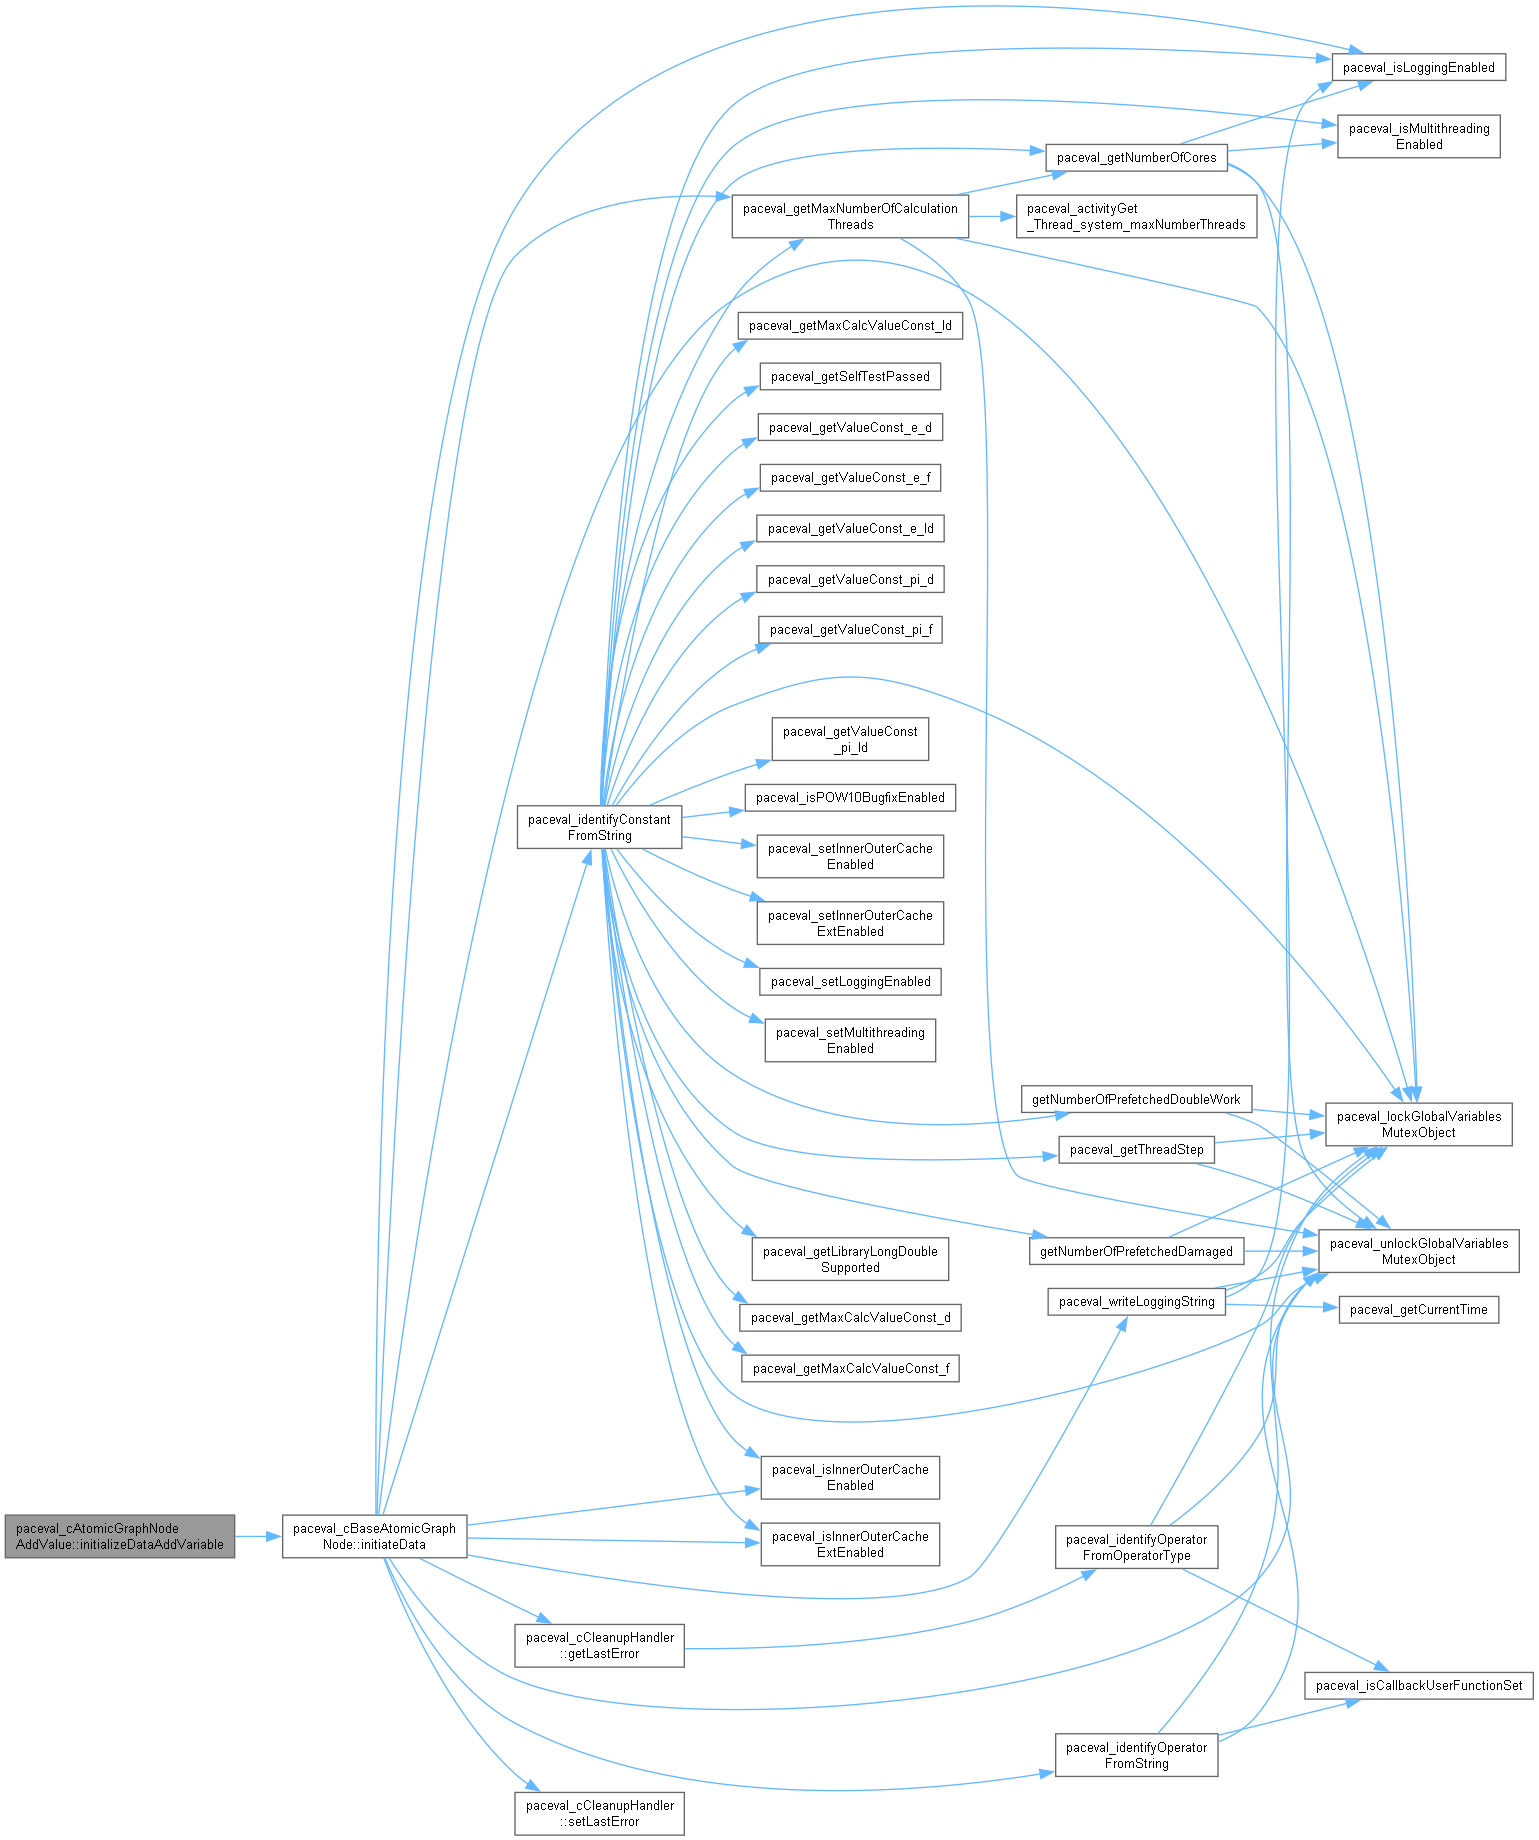 paceval_isLoggingEnabled
paceval_isMultithreading
Enabled
paceval_getNumberOfCores
paceval_getMaxNumberOfCalculation
Threads
paceval_activityGet
_Thread_system_maxNumberThreads
paceval_getMaxCalcValueConst_ld
paceval_getSelfTestPassed
paceval_getValueConst_e_d
paceval_getValueConst_e_f
paceval_getValueConst_e_ld
paceval_getValueConst_pi_d
paceval_getValueConst_pi_f
paceval_getValueConst
_pi_ld
paceval_isPOW10BugfixEnabled
paceval_identifyConstant
FromString
paceval_setInnerOuterCache
Enabled
paceval_setInnerOuterCache
ExtEnabled
paceval_setLoggingEnabled
paceval_setMultithreading
Enabled
getNumberOfPrefetchedDoubleWork
paceval_lockGlobalVariables
MutexObject
paceval_getThreadStep
getNumberOfPrefetchedDamaged
paceval_unlockGlobalVariables
MutexObject
paceval_getLibraryLongDouble
Supported
paceval_writeLoggingString
paceval_getCurrentTime
paceval_getMaxCalcValueConst_d
paceval_getMaxCalcValueConst_f
paceval_isInnerOuterCache
Enabled
paceval_cAtomicGraphNode
AddValue::initializeDataAddVariable
paceval_cBaseAtomicGraph
Node::initiateData
paceval_isInnerOuterCache
ExtEnabled
paceval_identifyOperator
FromOperatorType
paceval_cCleanupHandler
::getLastError
paceval_isCallbackUserFunctionSet
paceval_identifyOperator
FromString
paceval_cCleanupHandler
::setLastError